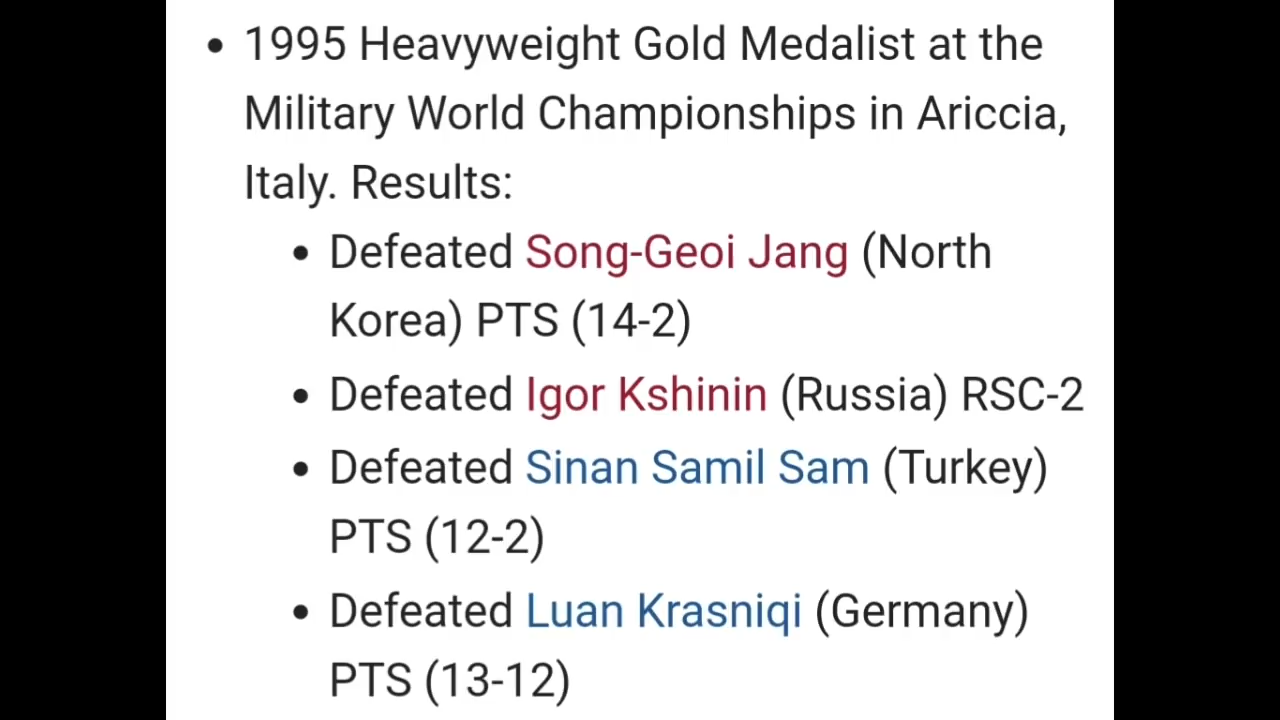 • 1995 Heavyweight Gold Medalist at the
Military World Championships in Ariccia,
Italy. Results:
• Defeated Song-Geoi Jang (North
Korea) PTS (14-2)
• Defeated Igor Kshinin (Russia) RSC-2
• Defeated Sinan Samil Sam (Turkey)
PTS (12-2)
• Defeated Luan Krasniqi (Germany)
PTS (13-12)